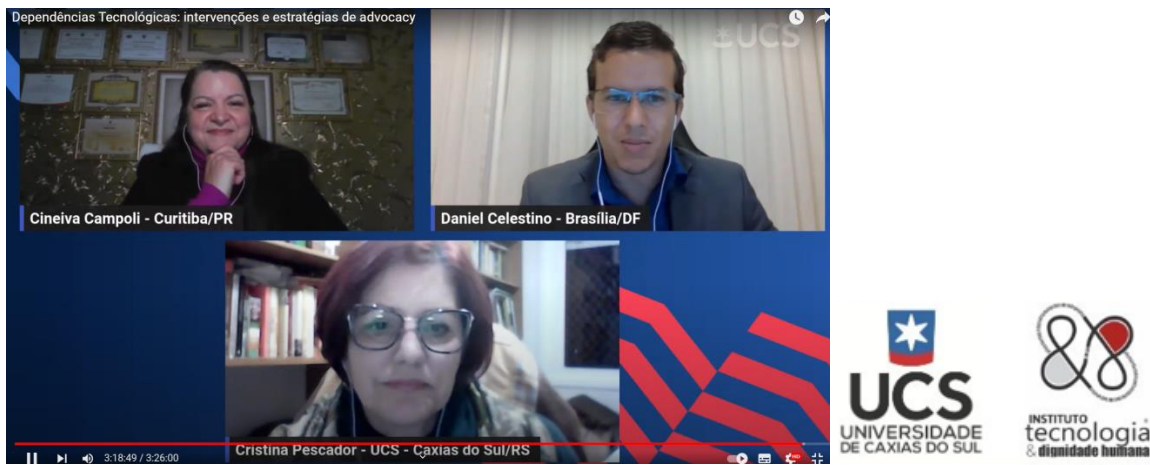 Dependências Tecnológicas: intervenções e estratégias de advocacy
UCS
Cineiva Campoli - Curitiba/PR
Daniel Celestino - Brasília/DF
Cristina Pescador - UCS - Caxias do Sul/RS
3:18:49 / 3:26:00
UCS
UNIVERSIDADE
DE CAXIAS DO SUL
INSTITUTO
tecnologia
& dignidade humana